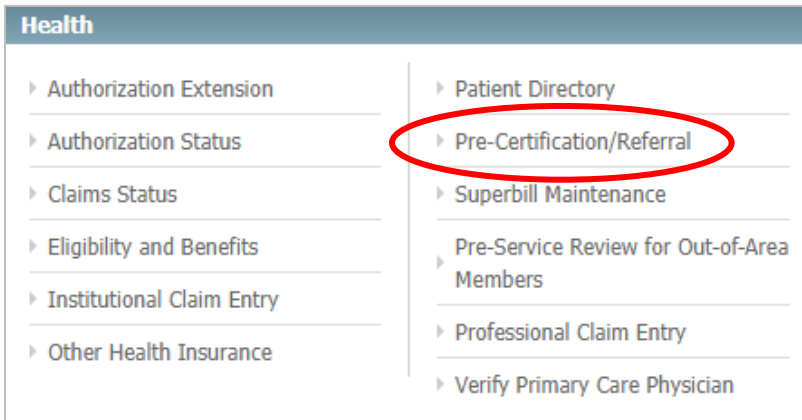 Health
Authorization Extension
Authorization Status
Claims Status
Eligibility and Benefits
Institutional Claim Entry
Other Health Insurance
Patient Directory
Pre-Certification/Referral
Superbill Maintenance
Pre-Service Review for Out-of-Area
Members
Professional Claim Entry
Verify Primary Care Physician